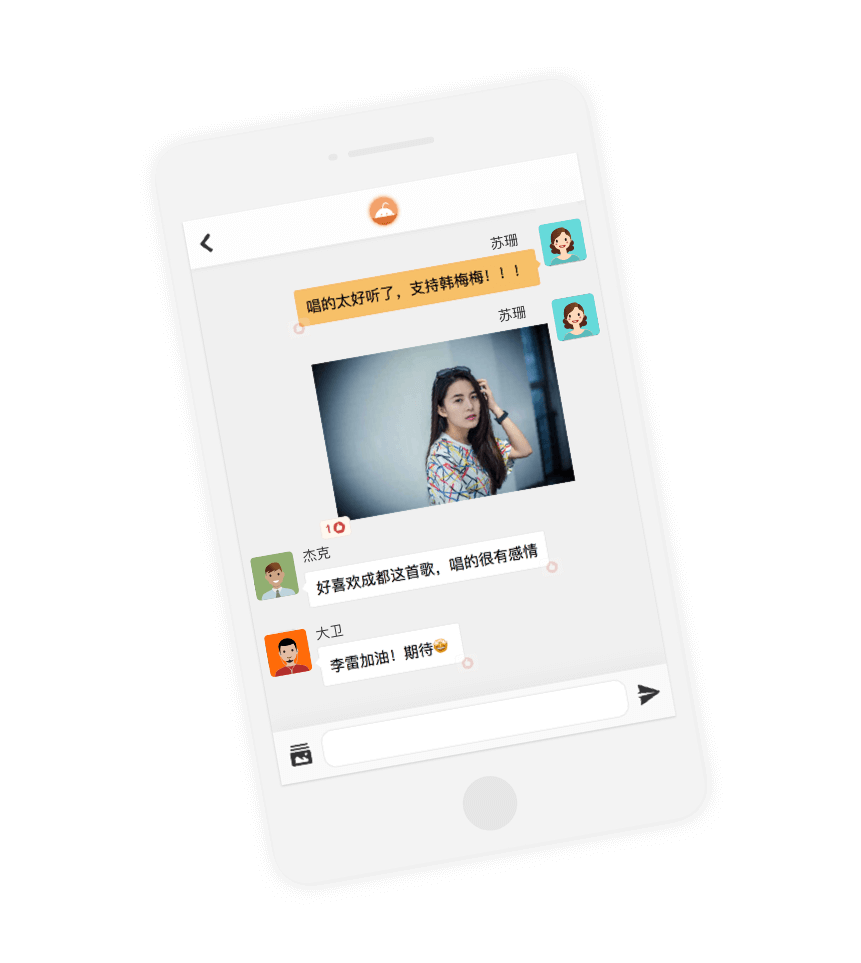 苏珊
唱的太好听了，支持韩梅梅！！！
苏珊
1
杰克
好喜欢成都这首歌，唱的很有感情
大卫
李雷加油！期待🤩